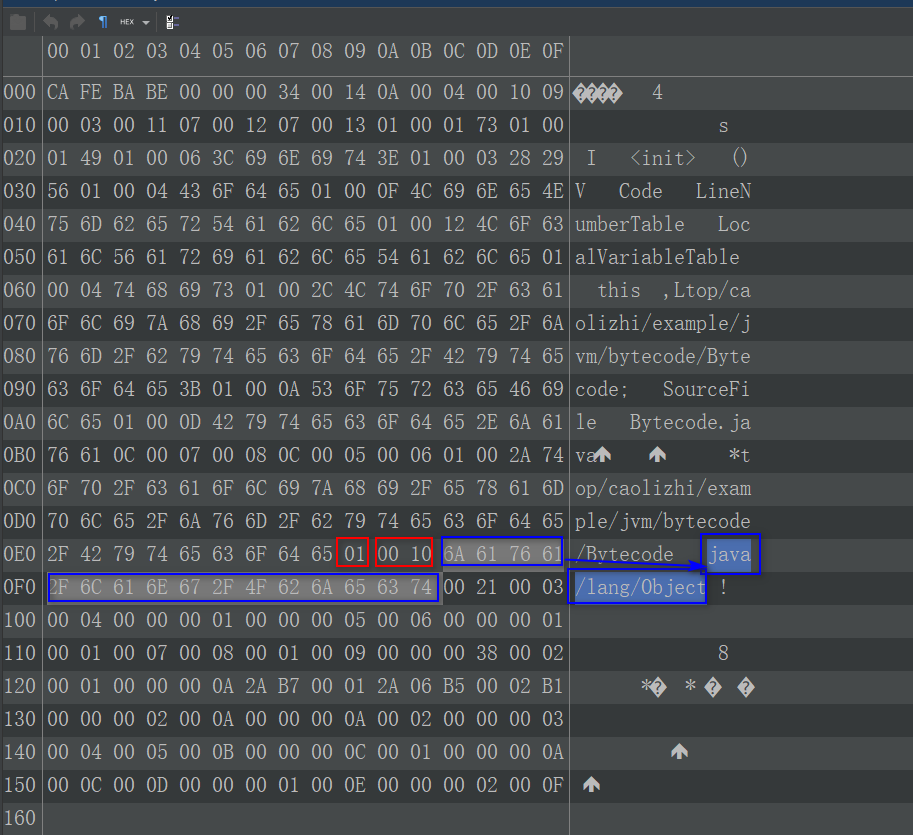 HEX
00 01 02 03 04 05 06 07 08 09 0A 0B 0C 0D 0E 0F
000 CA FE BA BE 00 00 00 34 00 14 0A 00 04 00 10 09 ���� 4
010 00 03 00 11 07 00 12 07 00 13 01 00 01 73 01 00 s
020 01 49 01 00 06 3C 69 6E 69 74 3E 01 00 03 28 29 I <init> ()
030 56 01 00 04 43 6F 64 65 01 00 0F 4C 69 6E 65 4E V Code LineN
040 75 6D 62 65 72 54 61 62 6C 65 01 00 12 4C 6F 63 umberTable Loc
050 61 6C 56 61 72 69 61 62 6C 65 54 61 62 6C 65 01 alVariableTable
060 00 04 74 68 69 73 01 00 2C 4C 74 6F 70 2F 63 61 this ,Ltop/ca
070 6F 6C 69 7A 68 69 2F 65 78 61 6D 70 6C 65 2F 6A olizhi/example/j
080 76 6D 2F 62 79 74 65 63 6F 64 65 2F 42 79 74 65 vm/bytecode/Byte
090 63 6F 64 65 3B 01 00 0A 53 6F 75 72 63 65 46 69 code; SourceFi
0A0 6C 65 01 00 0D 42 79 74 65 63 6F 64 65 2E 6A 61 le Bytecode.ja
0B0 76 61 0C 00 07 00 08 0C 00 05 00 06 01 00 2A 74 va *t
0C0 6F 70 2F 63 61 6F 6C 69 7A 68 69 2F 65 78 61 6D op/caolizhi/exam
0D0 70 6C 65 2F 6A 76 6D 2F 62 79 74 65 63 6F 64 65 ple/jvm/bytecode
0E0 2F 42 79 74 65 63 6F 64 65 01 00 10 6A 61 76 61 /Bytecode java
0F0 2F 6C 61 6E 67 2F 4F 62 6A 65 63 74 00 21 00 03 /lang/Object !
100 00 04 00 00 00 01 00 00 00 05 00 06 00 00 00 01
110 00 01 00 07 00 08 00 01 00 09 00 00 00 38 00 02 8
120 00 01 00 00 00 0A 2A B7 00 01 2A 06 B5 00 02 B1 *� * � �
130 00 00 00 02 00 0A 00 00 00 0A 00 02 00 00 00 03
140 00 04 00 05 00 0B 00 00 00 0C 00 01 00 00 00 0A
150 00 0C 00 0D 00 00 00 01 00 0E 00 00 00 02 00 0F
160